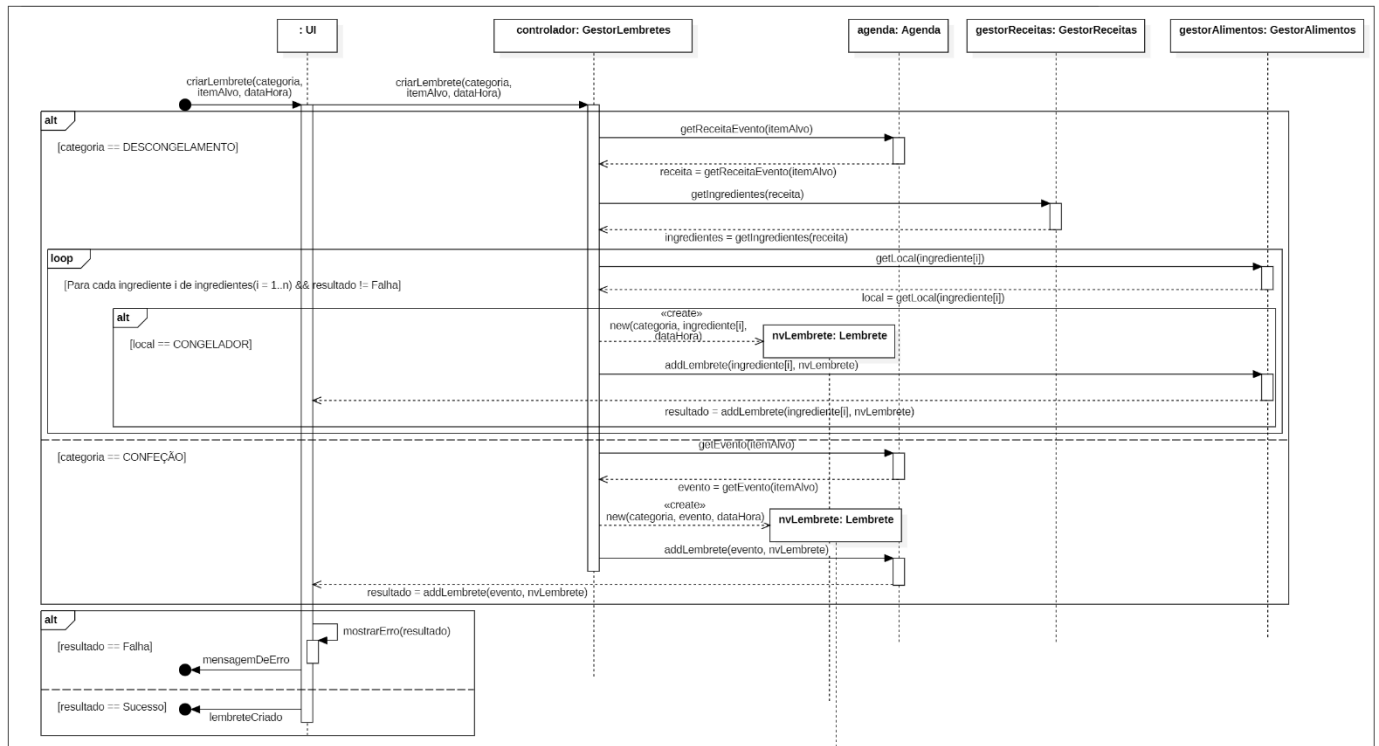 : UI
controlador: GestorLembretes
agenda: Agenda
gestorReceitas: GestorReceitas
gestorAlimentos: GestorAlimentos
criarLembrete(categoria,
itemAlvo, dataHora)
criarLembrete(categoria,
itemAlvo, dataHora)
alt
[categoria == DESCONGELAMENTO]
getReceitaEvento(itemAlvo)
receita = getReceitaEvento(itemAlvo)
getIngredientes(receita)
ingredientes = getIngredientes(receita)
loop
[Para cada ingrediente i de ingredientes(i = 1..n) && resultado != Falha]
getLocal(ingrediente[i])
local = getLocal(ingrediente[i])
alt
[local == CONGELADOR]
«create»
new(categoria, ingrediente[i],
dataHora)
nvLembrete: Lembrete
addLembrete(ingrediente[i], nvLembrete)
resultado = addLembrete(ingrediente[i], nvLembrete)
[categoria == CONFEÇÃO]
getEvento(itemAlvo)
evento = getEvento(itemAlvo)
«create»
new(categoria, evento, dataHora)
nvLembrete: Lembrete
addLembrete(evento, nvLembrete)
resultado = addLembrete(evento, nvLembrete)
alt
[resultado == Falha]
mostrarErro(resultado)
mensagemDeErro
[resultado == Sucesso]
lembreteCriado